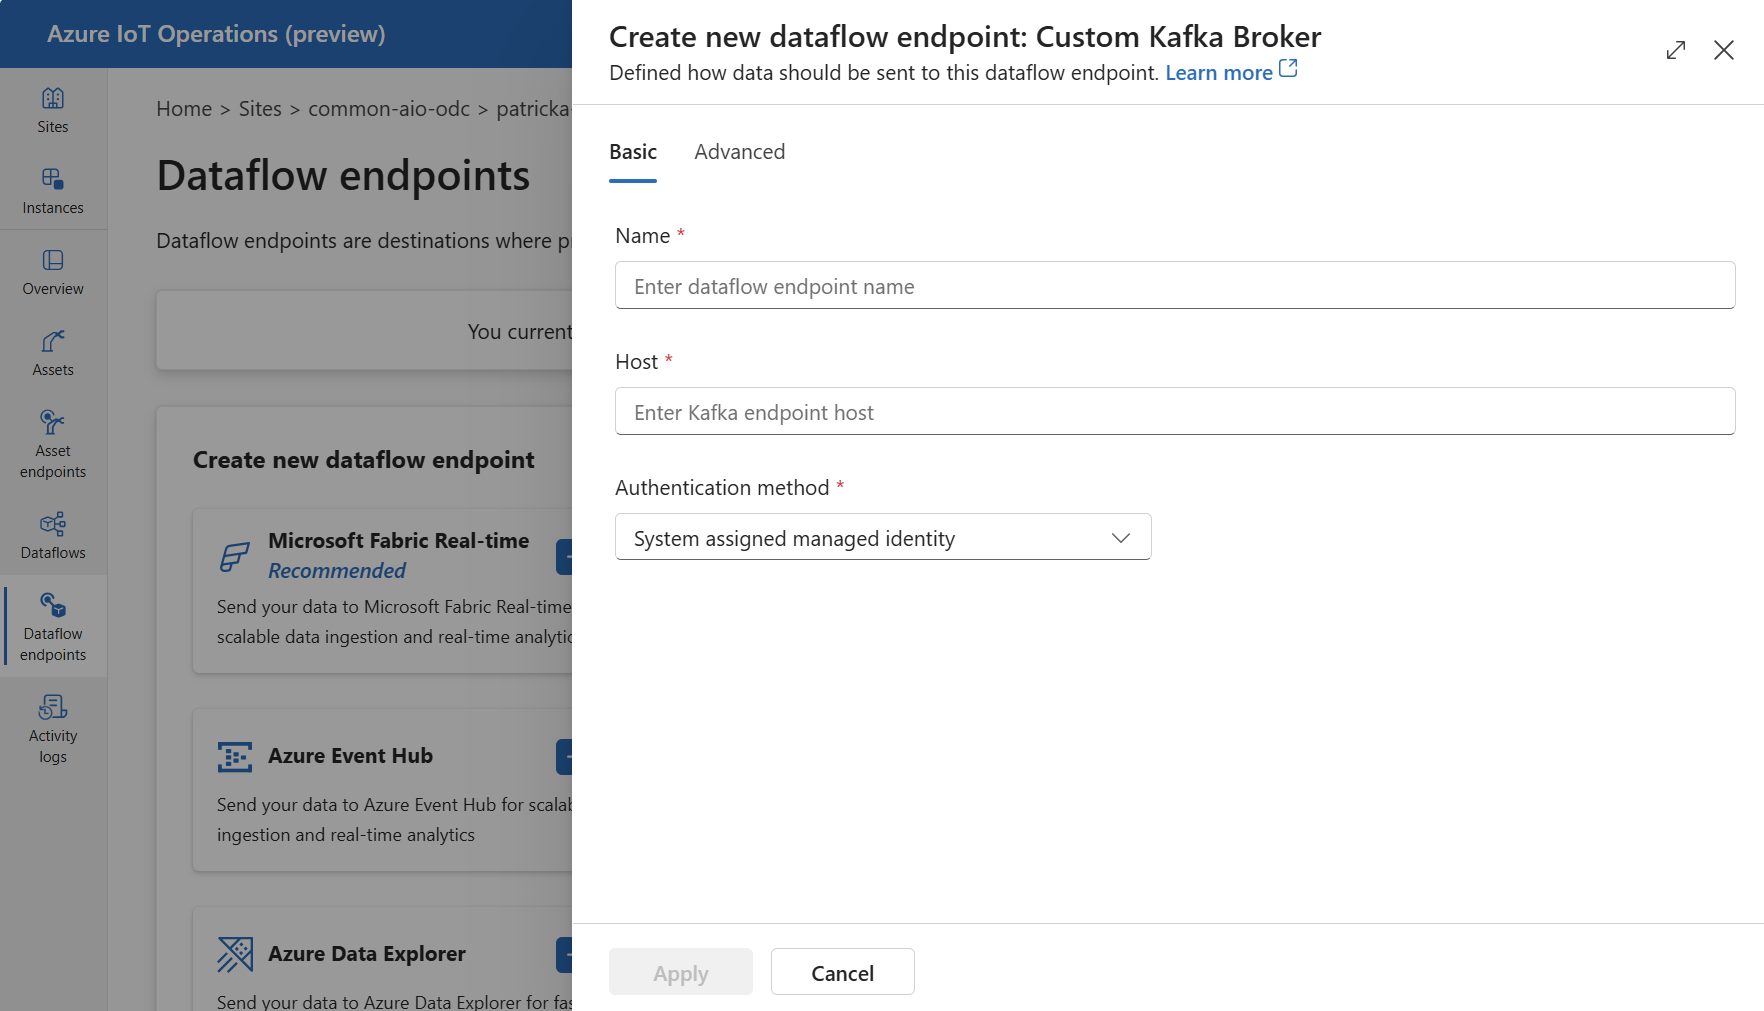 Azure IoT Operations (preview)
Sites
Instances
Overview
Assets
Asset
endpoints
Dataflows
Dataflow
endpoints
Activity
logs
Home > Sites > common-aio-odc > patricka
Dataflow endpoints
Dataflow endpoints are destinations where p
You current
Create new dataflow endpoint
Microsoft Fabric Real-time
Recommended
Send your data to Microsoft Fabric Real-time
scalable data ingestion and real-time analytic
Azure Event Hub
Send your data to Azure Event Hub for scalab
ingestion and real-time analytics
Azure Data Explorer
Send your data to Azure Data Explorer for fas
Create new dataflow endpoint: Custom Kafka Broker
Defined how data should be sent to this dataflow endpoint. Learn more
Basic Advanced
Name *
Enter dataflow endpoint name
Host *
Enter Kafka endpoint host
Authentication method *
System assigned managed identity
Apply Cancel